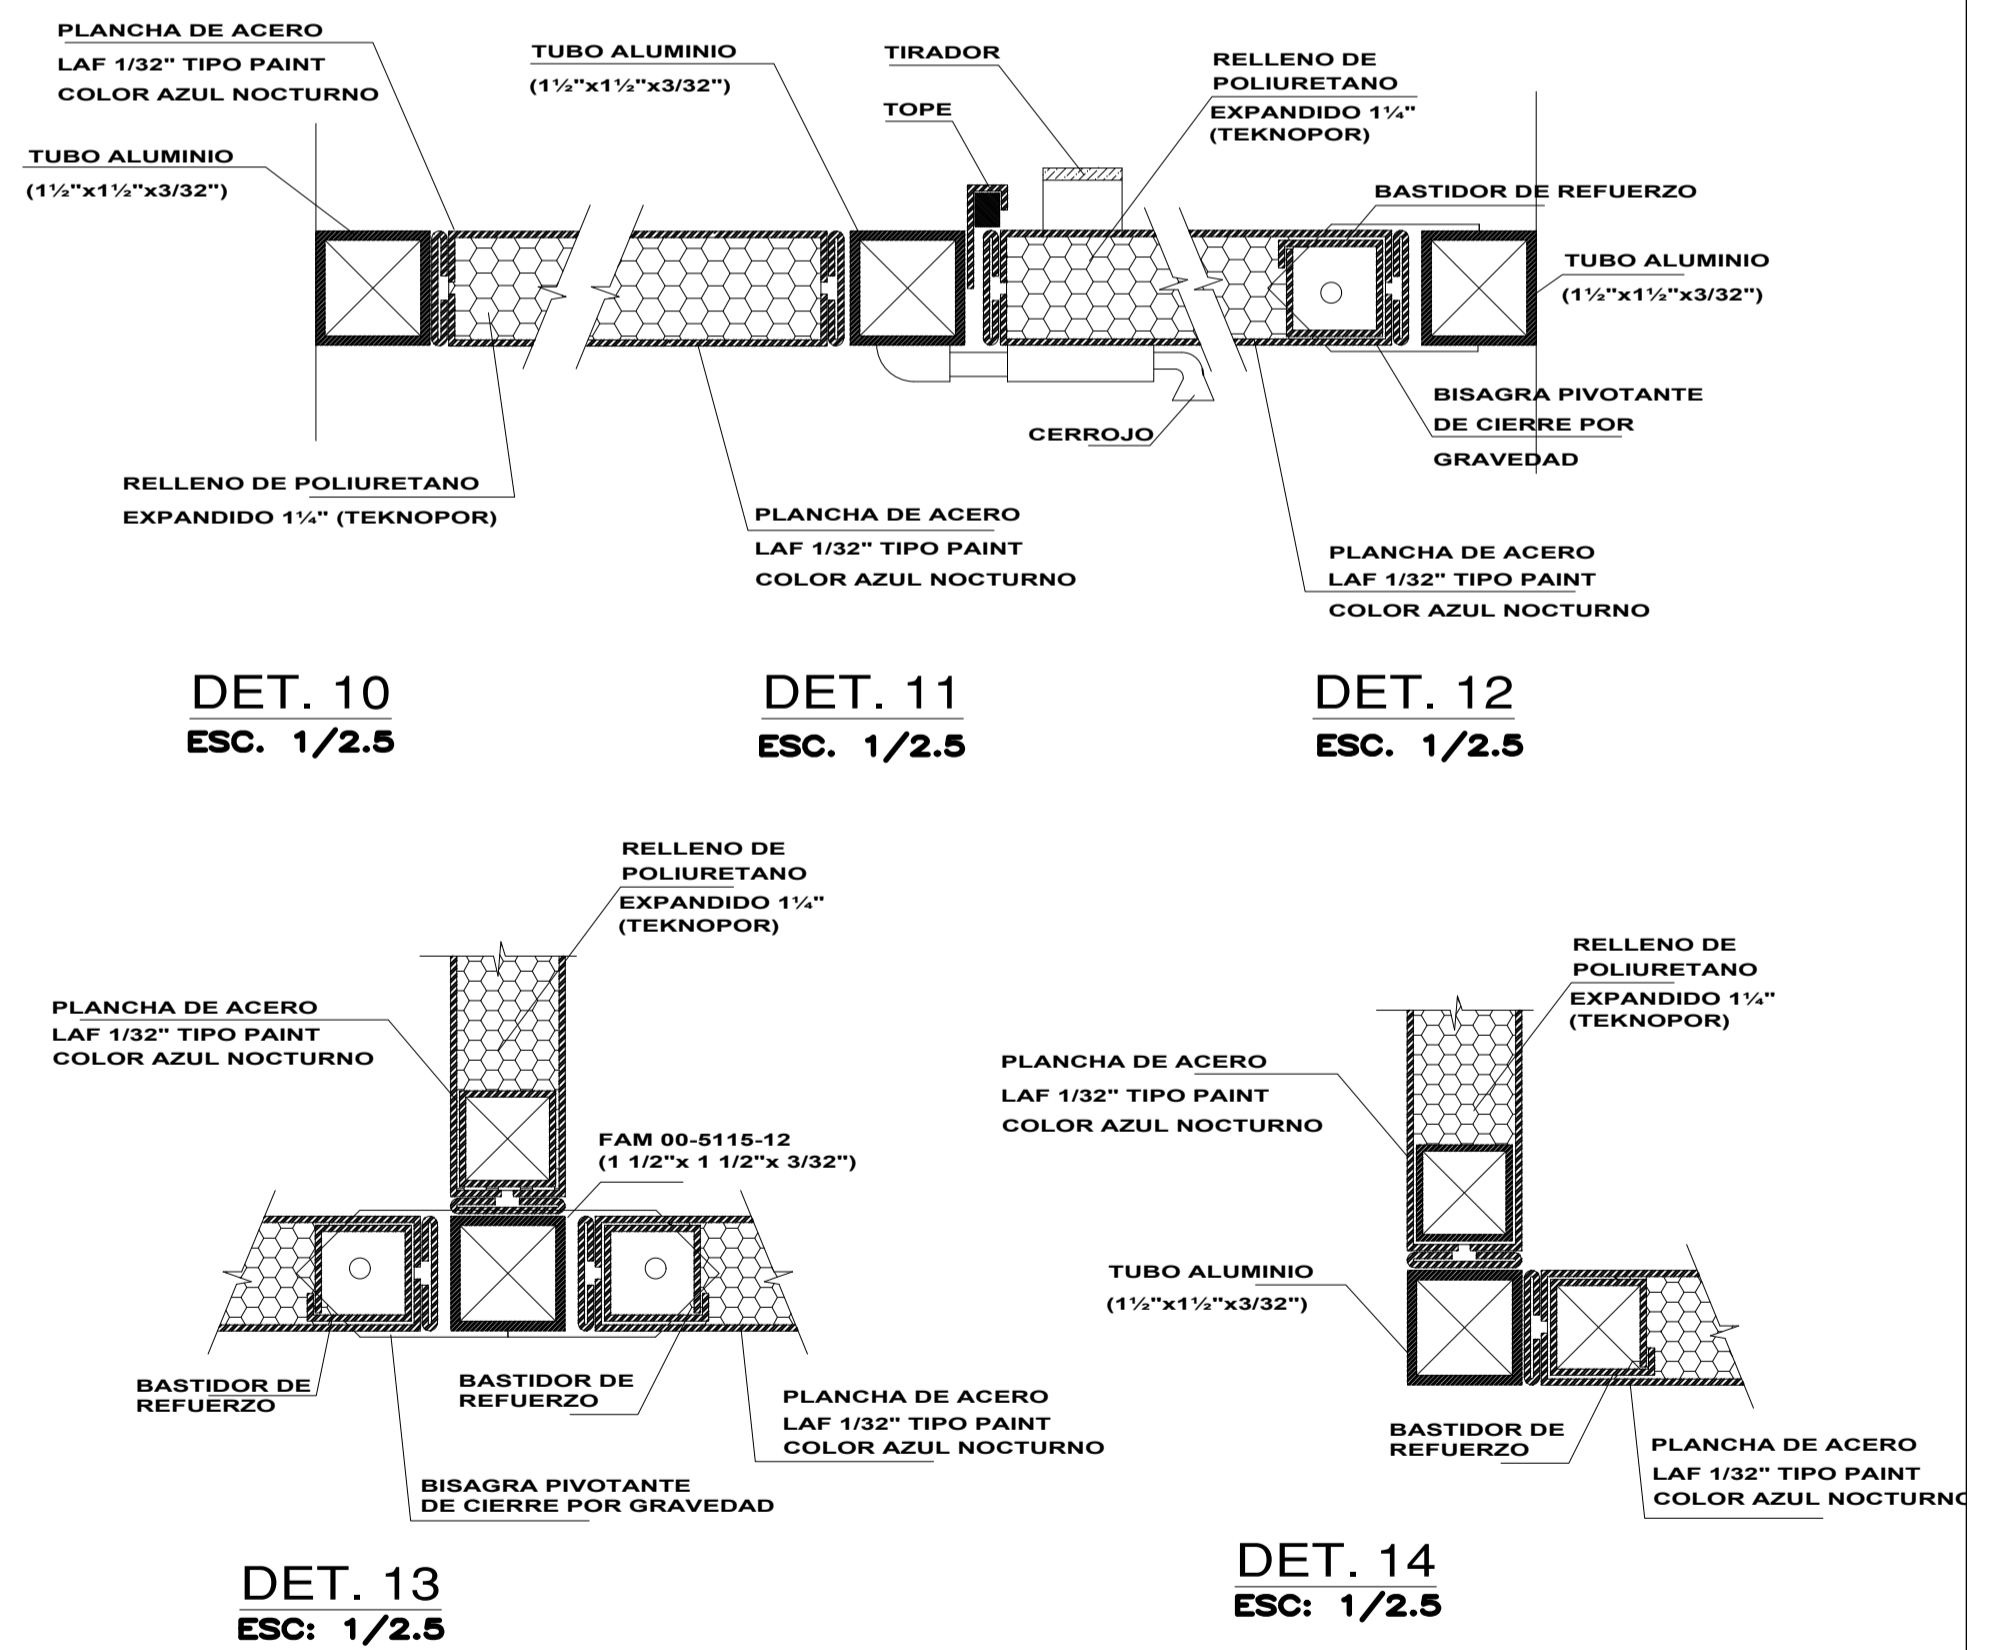 PLANCHA DE ACERO
LAF 1/32" TIPO PAINT
COLOR AZUL NOCTURNO
TUBO ALUMINIO
(1½"x1½"x3/32")
TUBO ALUMINIO
(1½"x1½"x3/32")
TIRADOR
TOPE
RELLENO DE
POLIURETANO
EXPANDIDO 1¼"
(TEKNOPOR)
BASTIDOR DE REFUERZO
TUBO ALUMINIO
(1½"x1½"x3/32")
BISAGRA PIVOTANTE
DE CIERRE POR
GRAVEDAD
CERROJO
RELLENO DE POLIURETANO
EXPANDIDO 1¼" (TEKNOPOR)
PLANCHA DE ACERO
LAF 1/32" TIPO PAINT
COLOR AZUL NOCTURNO
PLANCHA DE ACERO
LAF 1/32" TIPO PAINT
COLOR AZUL NOCTURNO
DET. 10
ESC. 1/2.5
DET. 11
ESC. 1/2.5
DET. 12
ESC. 1/2.5
RELLENO DE
POLIURETANO
EXPANDIDO 1¼"
(TEKNOPOR)
PLANCHA DE ACERO
LAF 1/32" TIPO PAINT
COLOR AZUL NOCTURNO
FAM 00-5115-12
(1 1/2"x 1 1/2"x 3/32")
BASTIDOR DE
REFUERZO
BASTIDOR DE
REFUERZO
PLANCHA DE ACERO
LAF 1/32" TIPO PAINT
COLOR AZUL NOCTURNO
BISAGRA PIVOTANTE
DE CIERRE POR GRAVEDAD
DET. 13
ESC: 1/2.5
RELLENO DE
POLIURETANO
EXPANDIDO 1¼"
(TEKNOPOR)
PLANCHA DE ACERO
LAF 1/32" TIPO PAINT
COLOR AZUL NOCTURNO
TUBO ALUMINIO
(1½"x1½"x3/32")
BASTIDOR DE
REFUERZO
PLANCHA DE ACERO
LAF 1/32" TIPO PAINT
COLOR AZUL NOCTURNO
DET. 14
ESC: 1/2.5